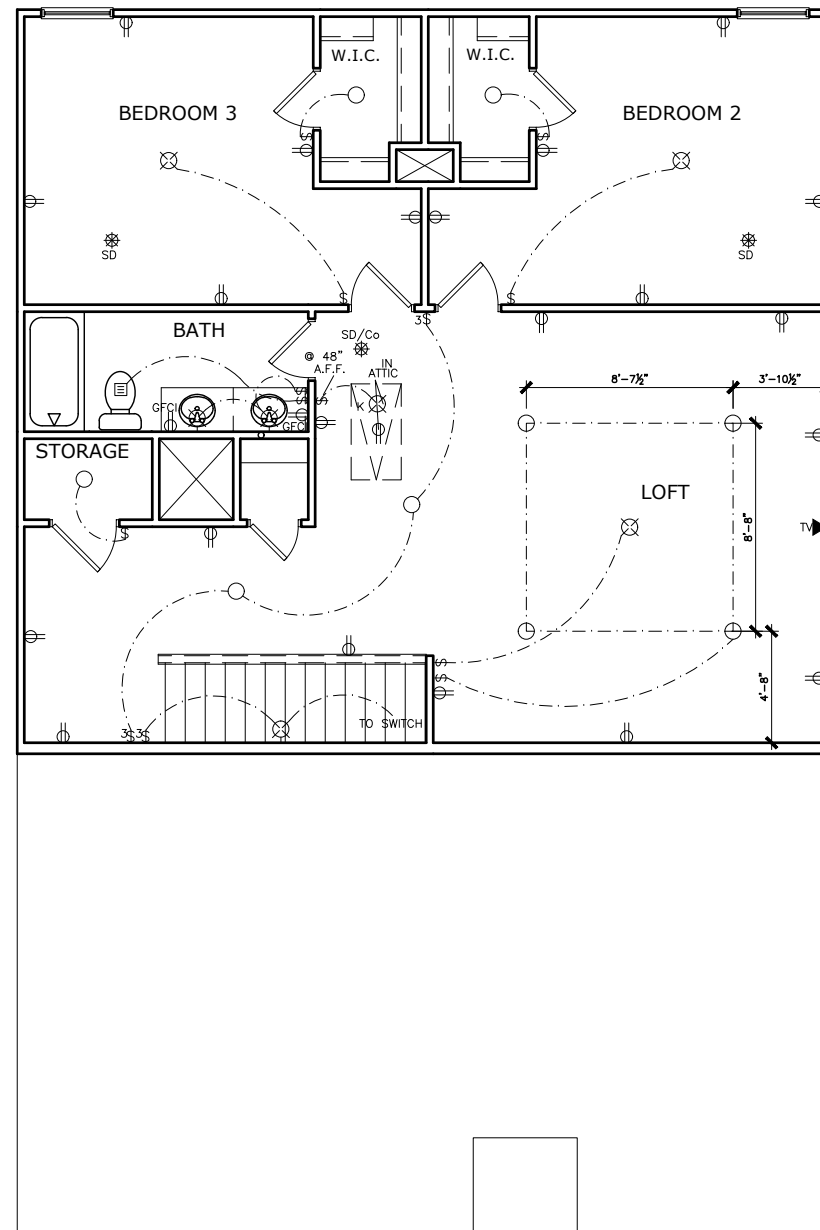 W.I.C.
W.I.C.
BEDROOM 3
BEDROOM 2
$
$
SD
SD
$
$
3$
BATH
SD/Co
@ 48"
A.F.F.
IN
ATTIC
8'-7½"
3'-10½"
$
$
$
K
GFCI
GFCI
STORAGE
LOFT
8'-8"
TV
$
$
$
4'-8"
TO SWITCH
3$ 3$